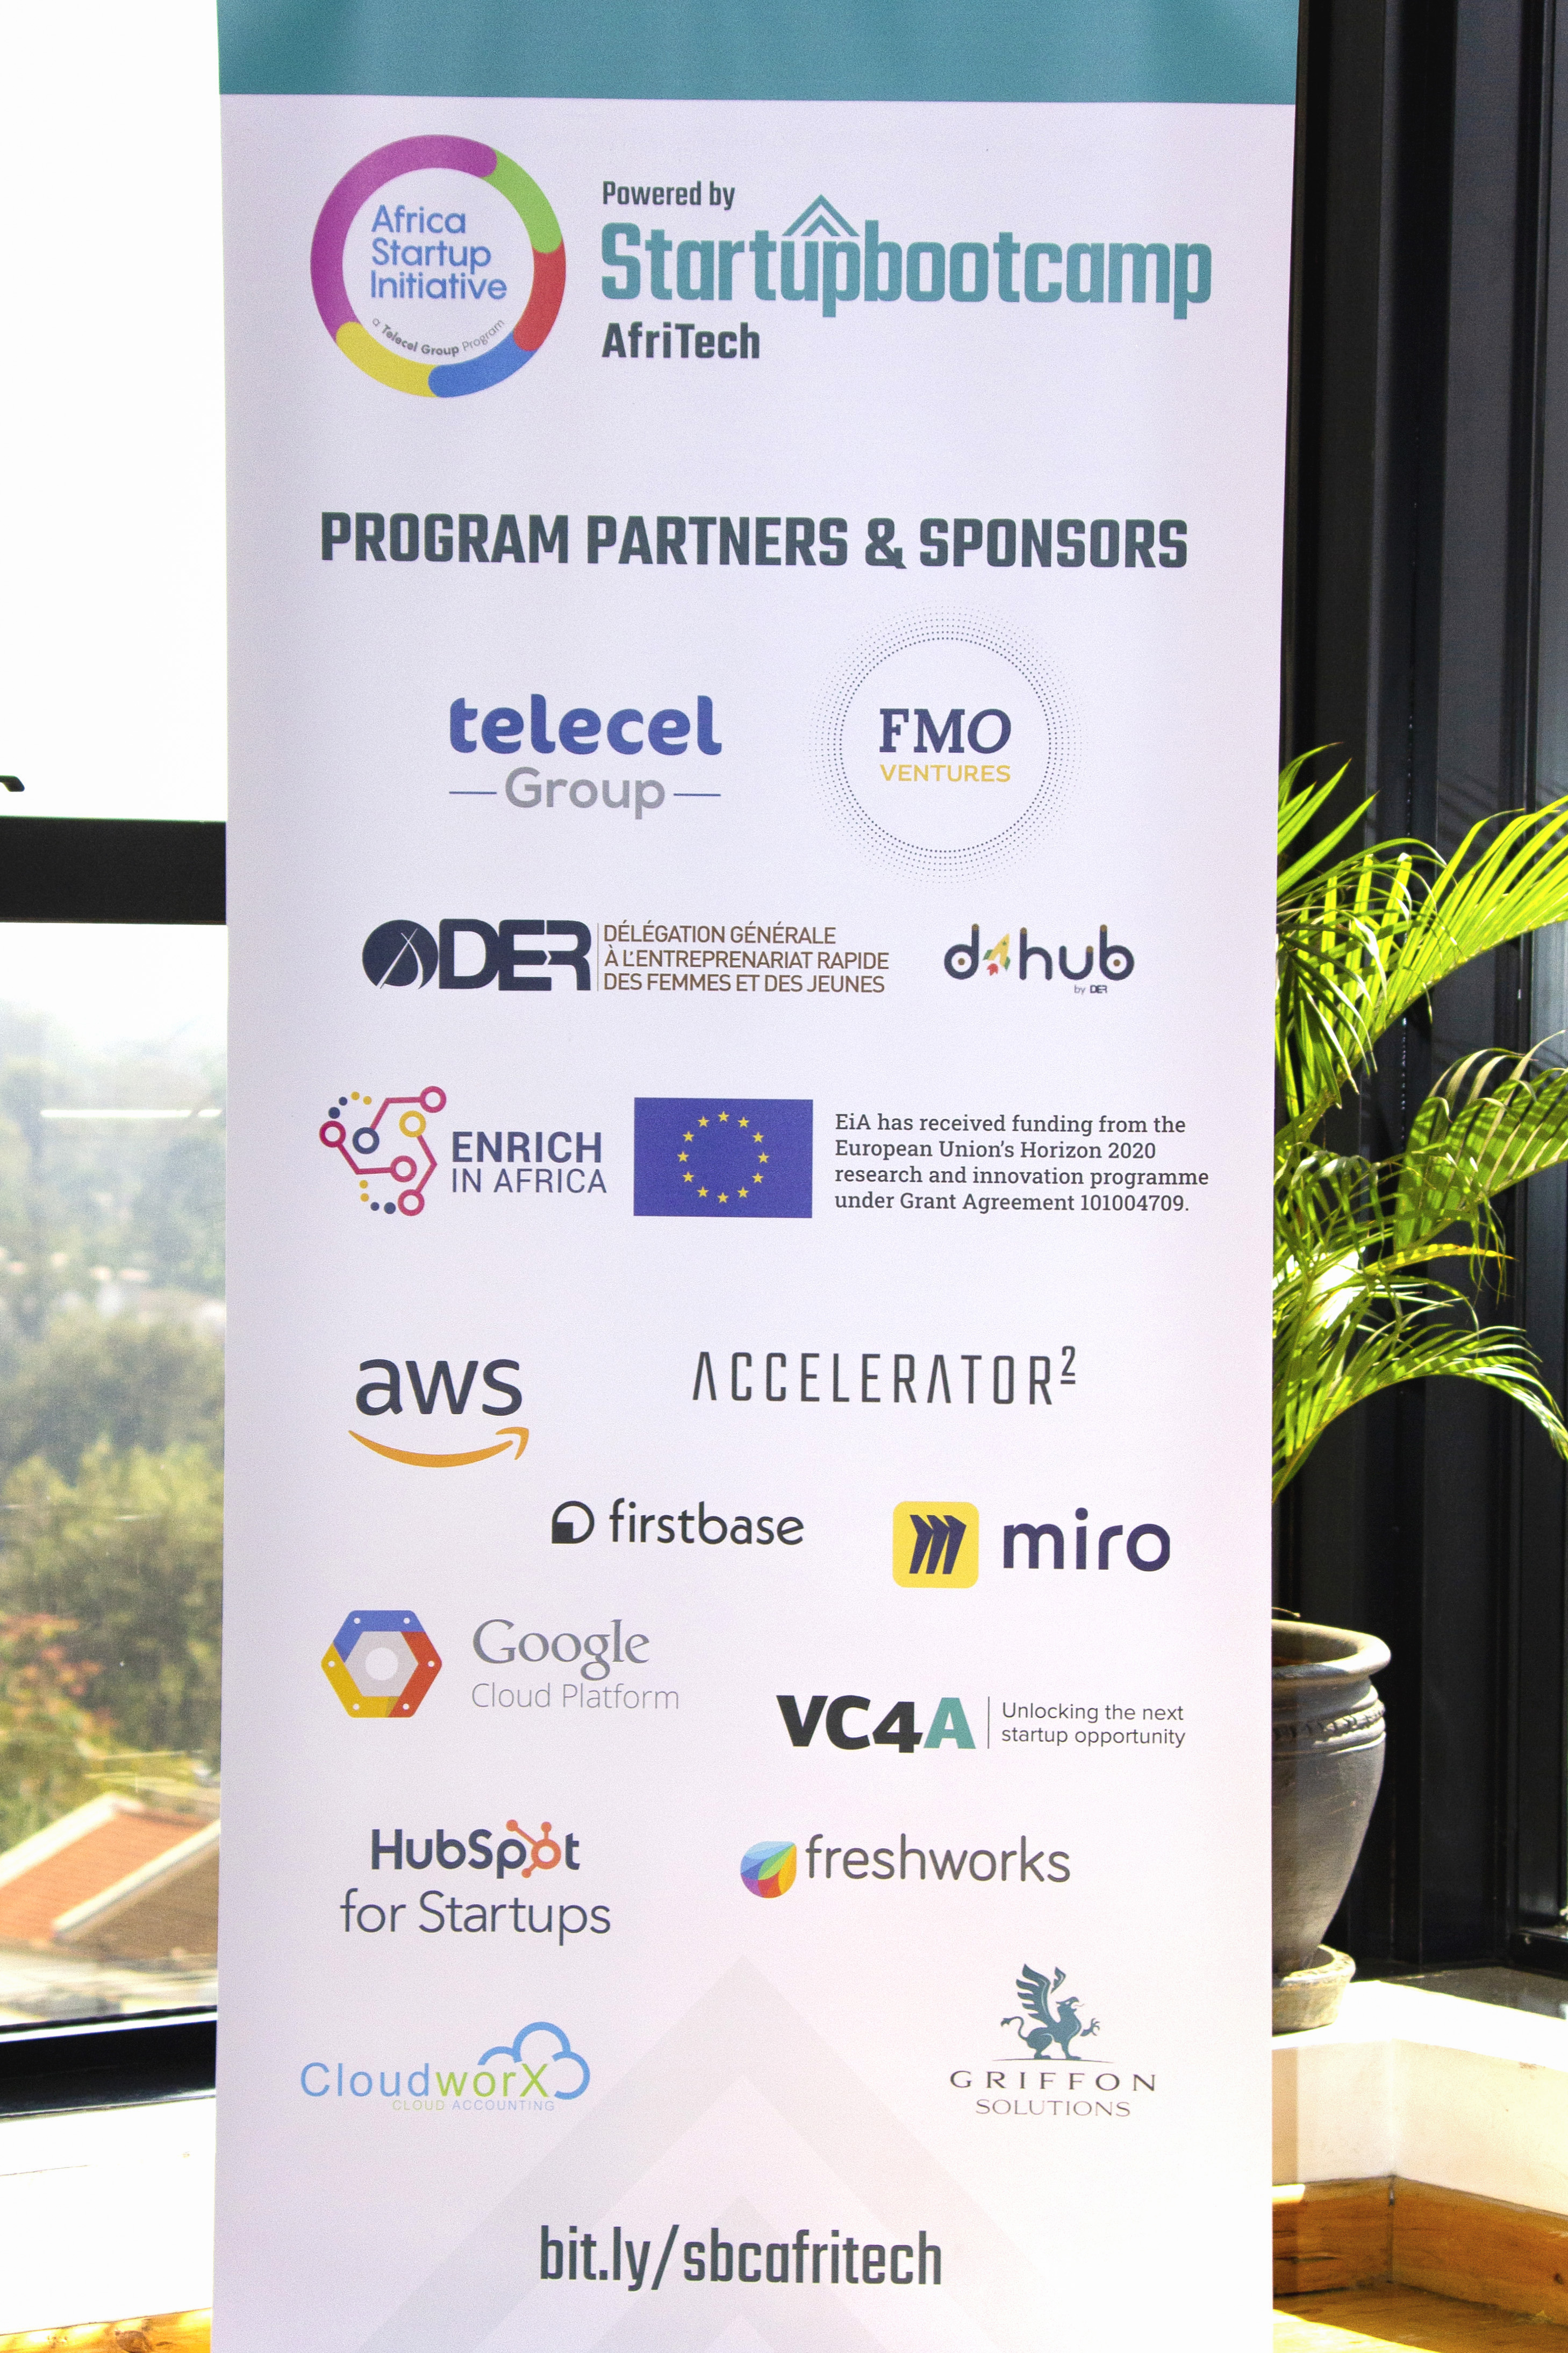 Africa
Startup
Initiative
a Telecel Group Program
Powered by
Startupbootcamp
AfriTech
PROGRAM PARTNERS & SPONSORS
telecel
Group
FMO
VENTURES
DER
DÉLÉGATION GÉNÉRALE
À L'ENTREPRENARIAT RAPIDE
DES FEMMES ET DES JEUNES
d hub
by DER
ENRICH
IN AFRICA
EiA has received funding from the
European Union's Horizon 2020
research and innovation programme
under Grant Agreement 101004709.
aws
ACCELERATOR²
firstbase
miro
Google
Cloud Platform
VC4A
Unlocking the next
startup opportunity
HubSpot
for Startups
freshworks
CloudworX
CLOUD ACCOUNTING
GRIFFON
SOLUTIONS
bit.ly/sbcafritech